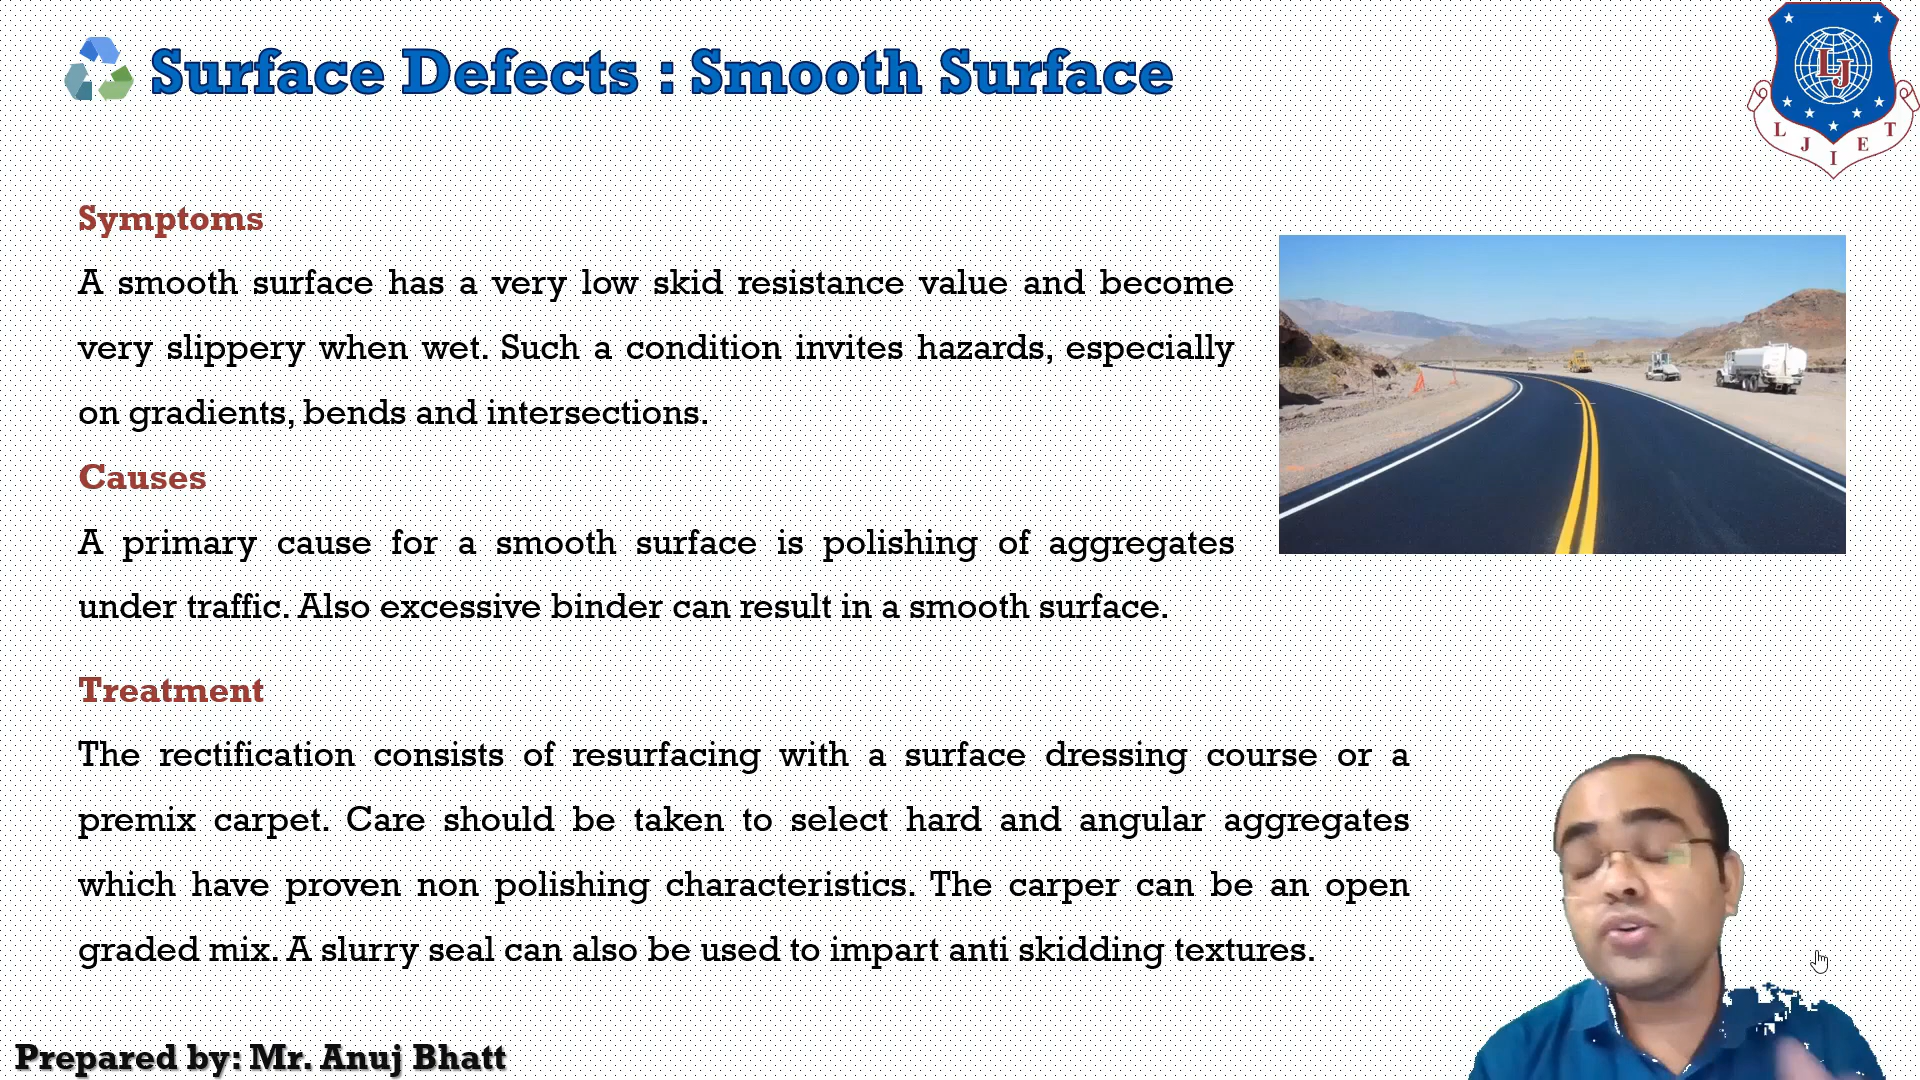 Surface Defects : Smooth Surface
LJ
L J I E T
Symptoms
A smooth surface has a very low skid resistance value and become
very slippery when wet. Such a condition invites hazards, especially
on gradients, bends and intersections.
Causes
A primary cause for a smooth surface is polishing of aggregates
under traffic. Also excessive binder can result in a smooth surface.
Treatment
The rectification consists of resurfacing with a surface dressing course or a
premix carpet. Care should be taken to select hard and angular aggregates
which have proven non polishing characteristics. The carper can be an open
graded mix. A slurry seal can also be used to impart anti skidding textures.
Prepared by: Mr. Anuj Bhatt